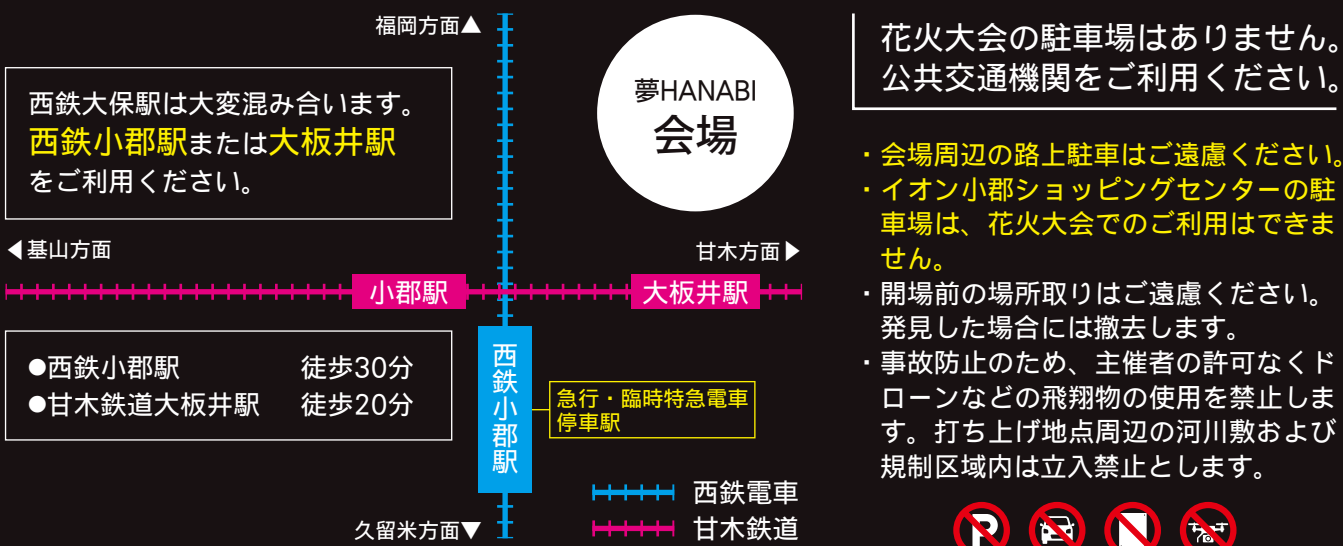 福岡方面▲
西鉄大保駅は大変混み合います。
西鉄小郡駅または大板井駅
をご利用ください。
夢HANABI
会場
◀基山方面
甘木方面▶
小郡駅
大板井駅
●西鉄小郡駅 徒歩30分
●甘木鉄道大板井駅 徒歩20分
西鉄小郡駅
急行・臨時特急電車
停車駅
西鉄電車
甘木鉄道
久留米方面▼
花火大会の駐車場はありません。
公共交通機関をご利用ください。
・会場周辺の路上駐車はご遠慮ください。
・イオン小郡ショッピングセンターの駐
車場は、花火大会でのご利用はできま
せん。
・開場前の場所取りはご遠慮ください。
発見した場合には撤去します。
・事故防止のため、主催者の許可なくド
ローンなどの飛翔物の使用を禁止しま
す。打ち上げ地点周辺の河川敷および
規制区域内は立入禁止とします。
P